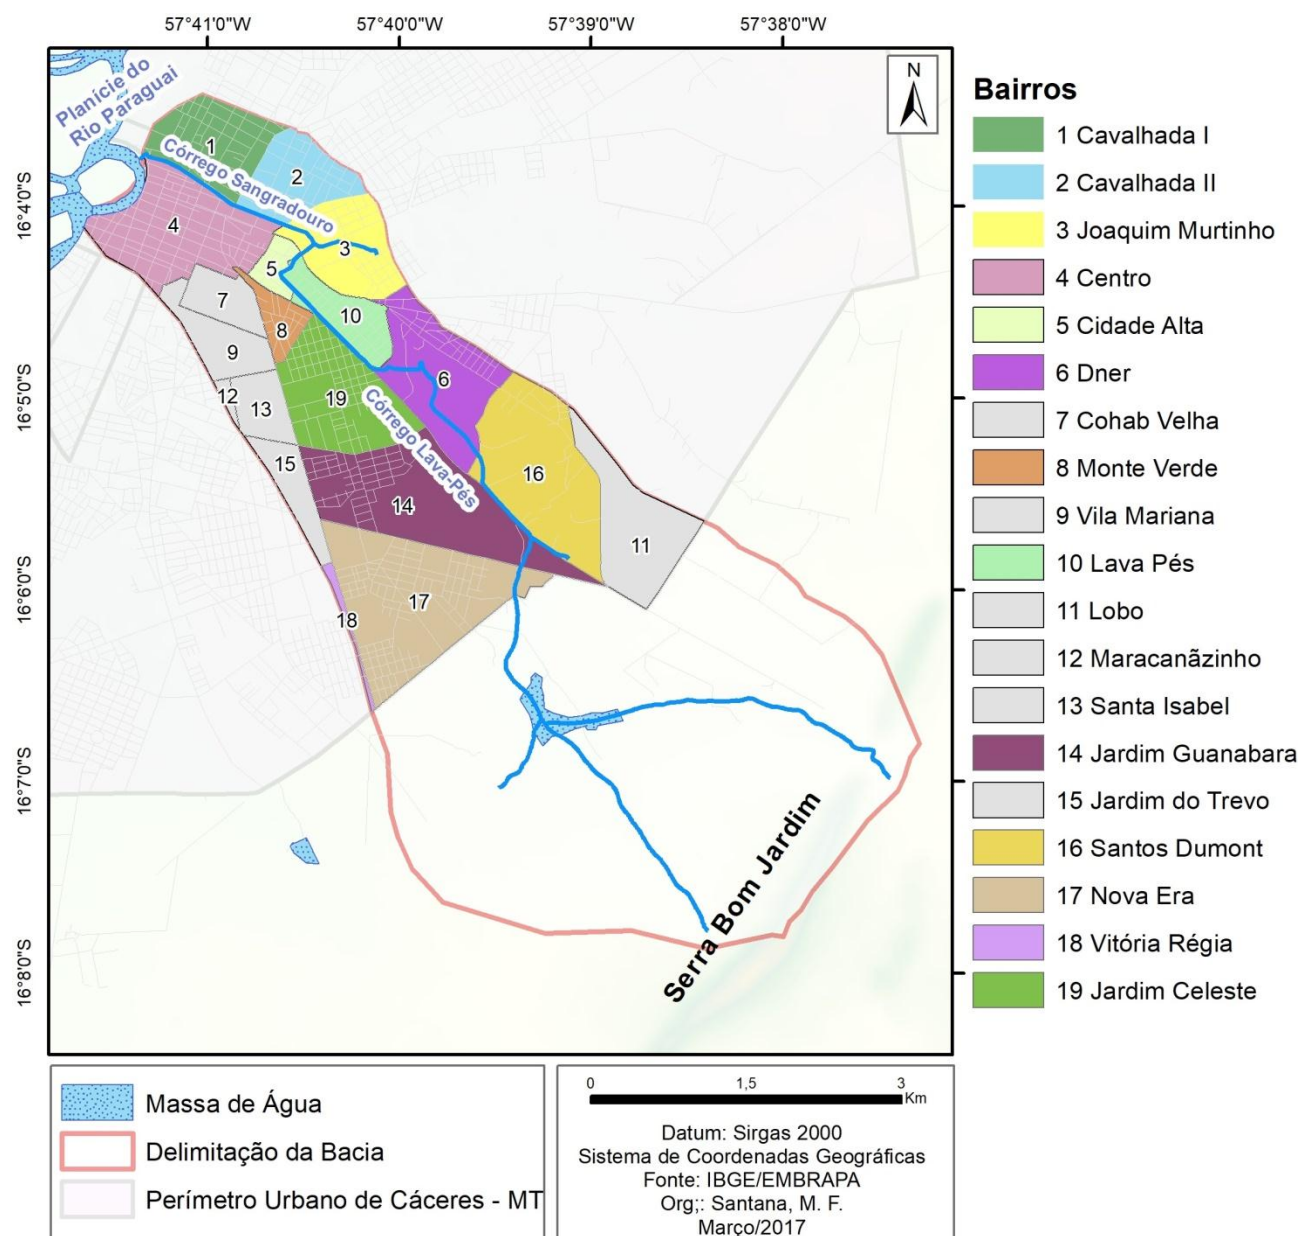 57°41'0"W
57°40'0"W
57°39'0"W
57°38'0"W
16°4'0"S
16°5'0"S
16°6'0"S
16°7'0"S
16°8'0"S
N
Planície do
Rio Paraguai
Córrego Sangradouro
Córrego Lava-Pés
Serra Bom Jardim
1
2
3
4
5
6
7
8
9
10
11
12
13
14
15
16
17
18
19
Bairros
1 Cavalhada I
2 Cavalhada II
3 Joaquim Murtinho
4 Centro
5 Cidade Alta
6 Dner
7 Cohab Velha
8 Monte Verde
9 Vila Mariana
10 Lava Pés
11 Lobo
12 Maracanãzinho
13 Santa Isabel
14 Jardim Guanabara
15 Jardim do Trevo
16 Santos Dumont
17 Nova Era
18 Vitória Régia
19 Jardim Celeste
Massa de Água
Delimitação da Bacia
Perímetro Urbano de Cáceres - MT
0 1,5 3
Km
Datum: Sirgas 2000
Sistema de Coordenadas Geográficas
Fonte: IBGE/EMBRAPA
Org;: Santana, M. F.
Março/2017